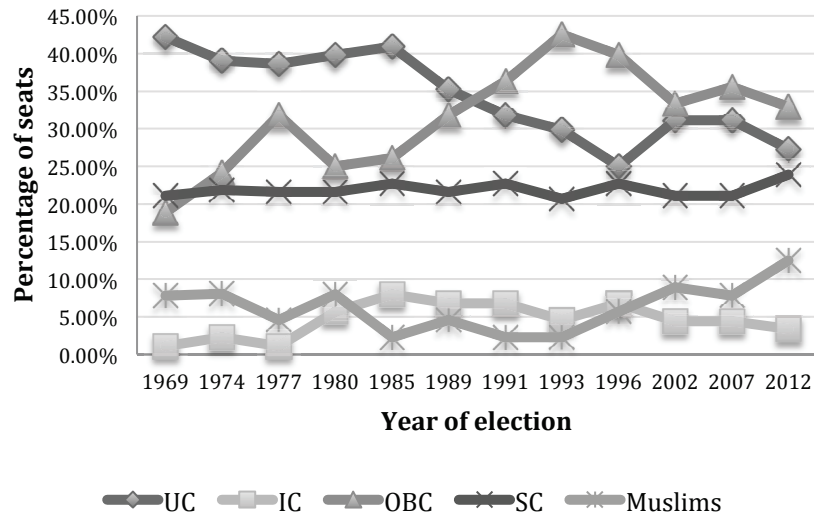 45.00%
40.00%
35.00%
30.00%
25.00%
20.00%
15.00%
10.00%
5.00%
0.00%
Percentage of seats
1969 1974 1977 1980 1985 1989 1991 1993 1996 2002 2007 2012
Year of election
UC IC OBC SC Muslims